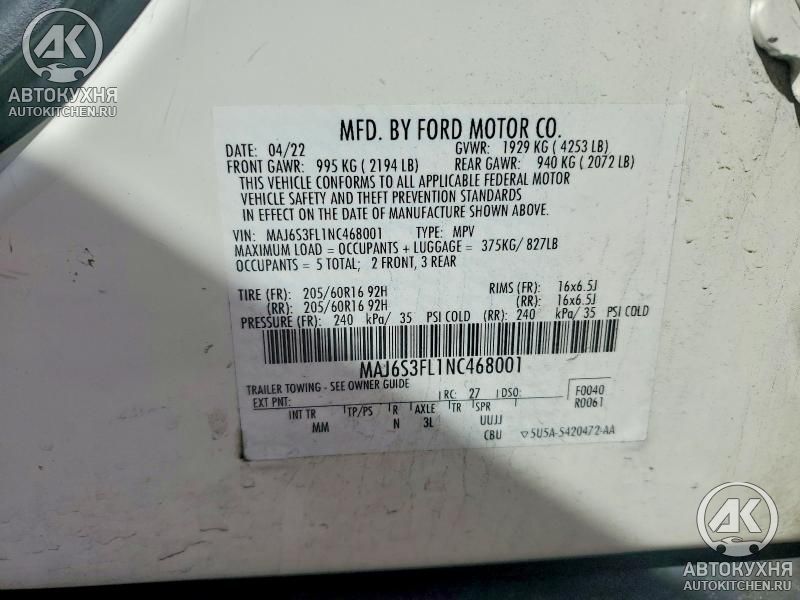 АК
АВТОКУХНЯ
AUTOKITCHEN.RU
MFD. BY FORD MOTOR CO.
DATE: 04/22 GVWR: 1929 KG ( 4253 LB)
FRONT GAWR: 995 KG ( 2194 LB) REAR GAWR: 940 KG ( 2072 LB)
THIS VEHICLE CONFORMS TO ALL APPLICABLE FEDERAL MOTOR
VEHICLE SAFETY AND THEFT PREVENTION STANDARDS
IN EFFECT ON THE DATE OF MANUFACTURE SHOWN ABOVE.
VIN: MAJ6S3FL1NC468001 TYPE: MPV
MAXIMUM LOAD = OCCUPANTS + LUGGAGE = 375KG/ 827LB
OCCUPANTS = 5 TOTAL; 2 FRONT, 3 REAR
TIRE (FR): 205/60R16 92H RIMS (FR): 16x6.5J
(RR): 205/60R16 92H (RR): 16x6.5J
PRESSURE (FR): 240 kPa/ 35 PSI COLD (RR): 240 kPa/ 35 PSI COLD
MAJ6S3FL1NC468001
TRAILER TOWING - SEE OWNER GUIDE
EXT PNT: RC: 27 DSO: F0040
R0061
INT TR TP/PS R AXLE TR SPR
MM N 3L UUJJ
CBU 5U5A-5420472-AA
АК
АВТОКУХНЯ
AUTOKITCHEN.RU